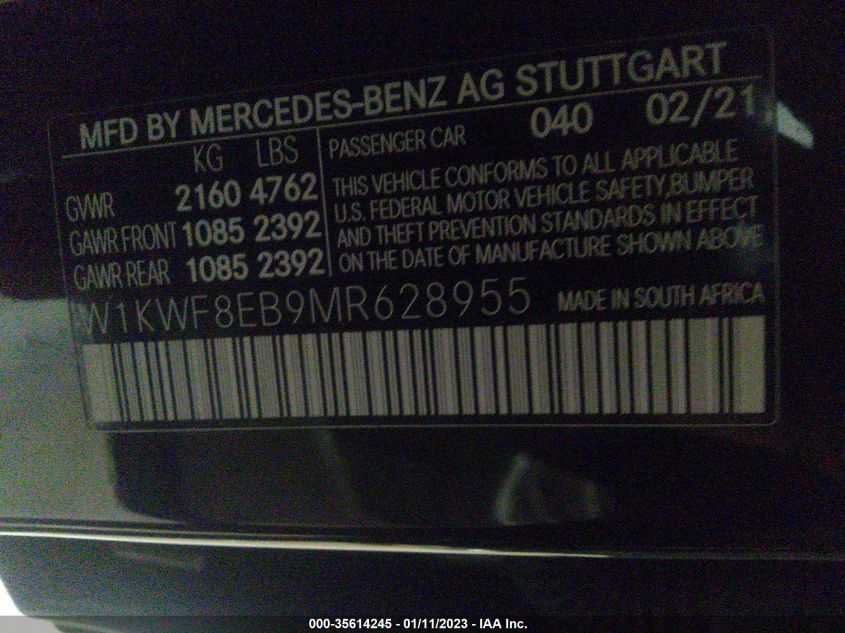 MFD BY MERCEDES-BENZ AG STUTTGART
KG LBS
GVWR 2160 4762
GAWR FRONT 1085 2392
GAWR REAR 1085 2392
PASSENGER CAR 040 02/21
THIS VEHICLE CONFORMS TO ALL APPLICABLE
U.S. FEDERAL MOTOR VEHICLE SAFETY,BUMPER
AND THEFT PREVENTION STANDARDS IN EFFECT
ON THE DATE OF MANUFACTURE SHOWN ABOVE
W1KWF8EB9MR628955 MADE IN SOUTH AFRICA
000-35614245 - 01/11/2023 - IAA Inc.